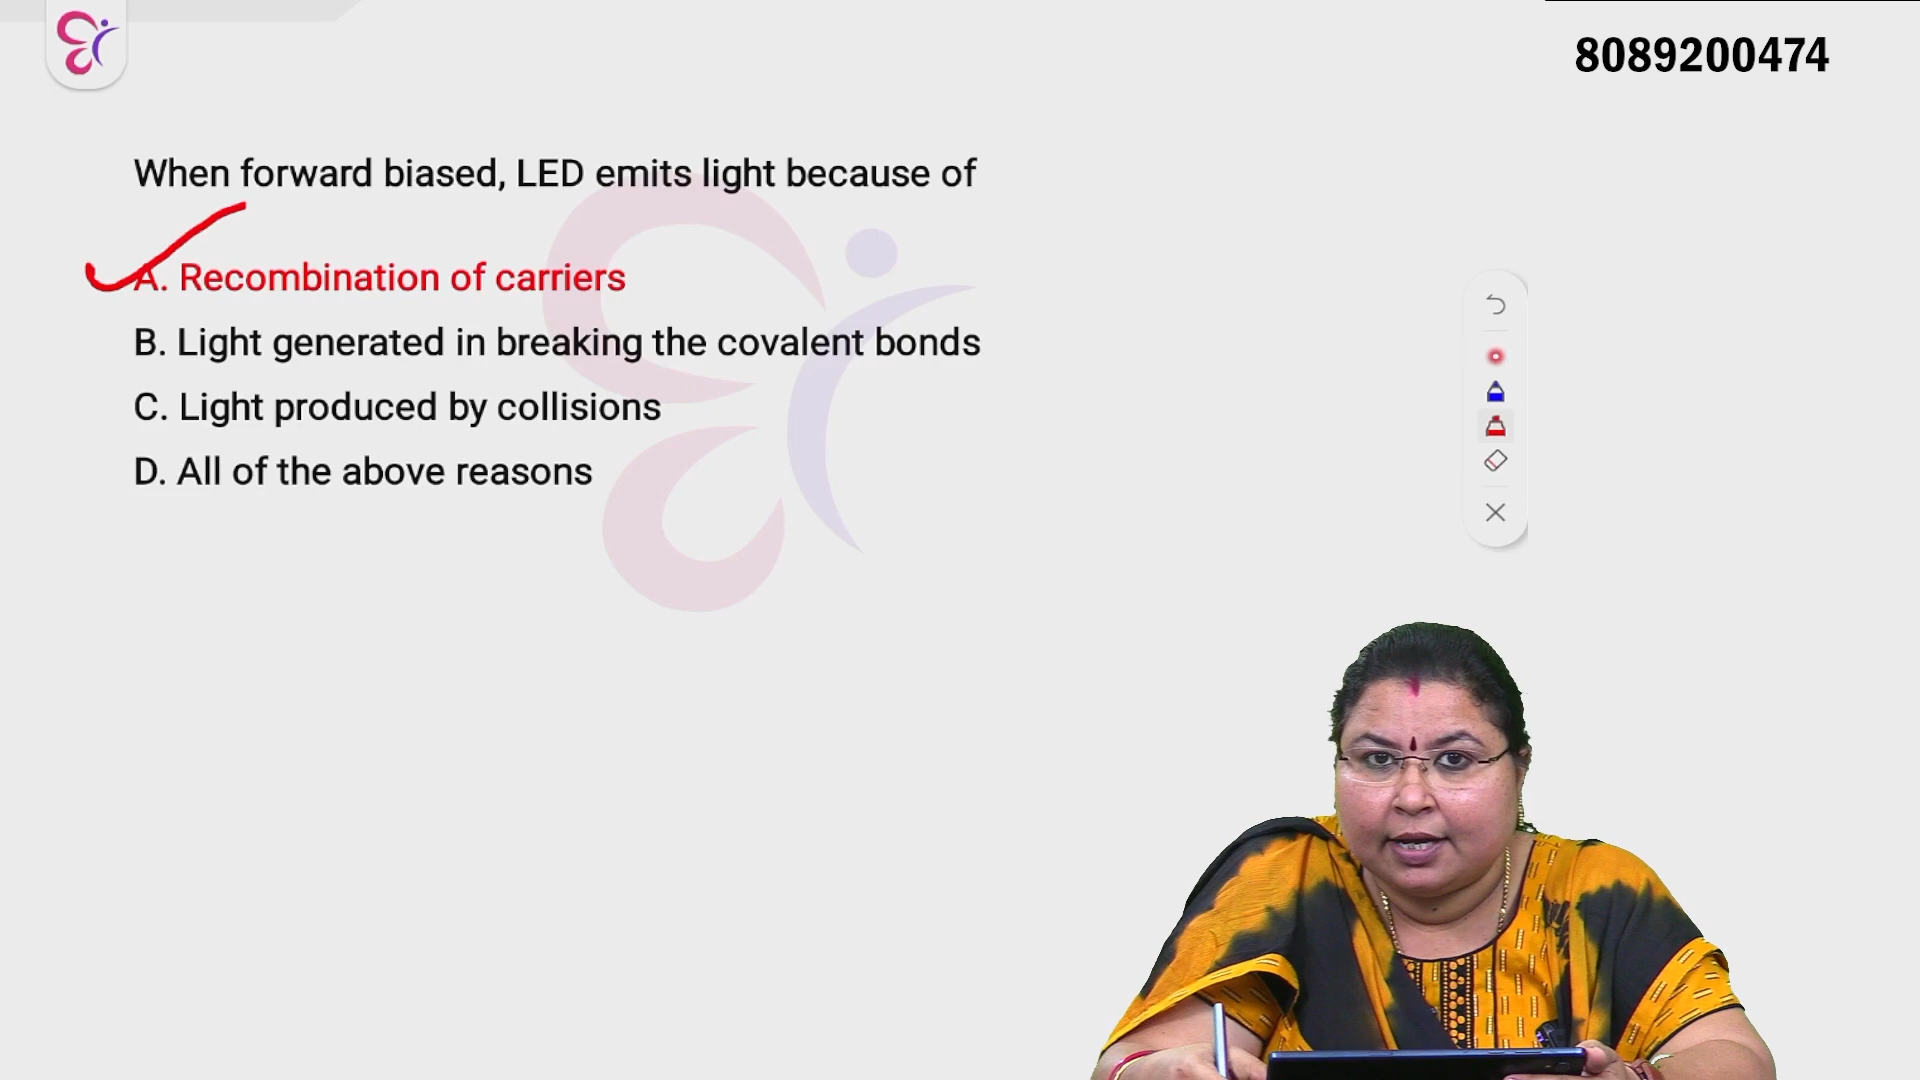 8089200474
When forward biased, LED emits light because of
A. Recombination of carriers
B. Light generated in breaking the covalent bonds
C. Light produced by collisions
D. All of the above reasons